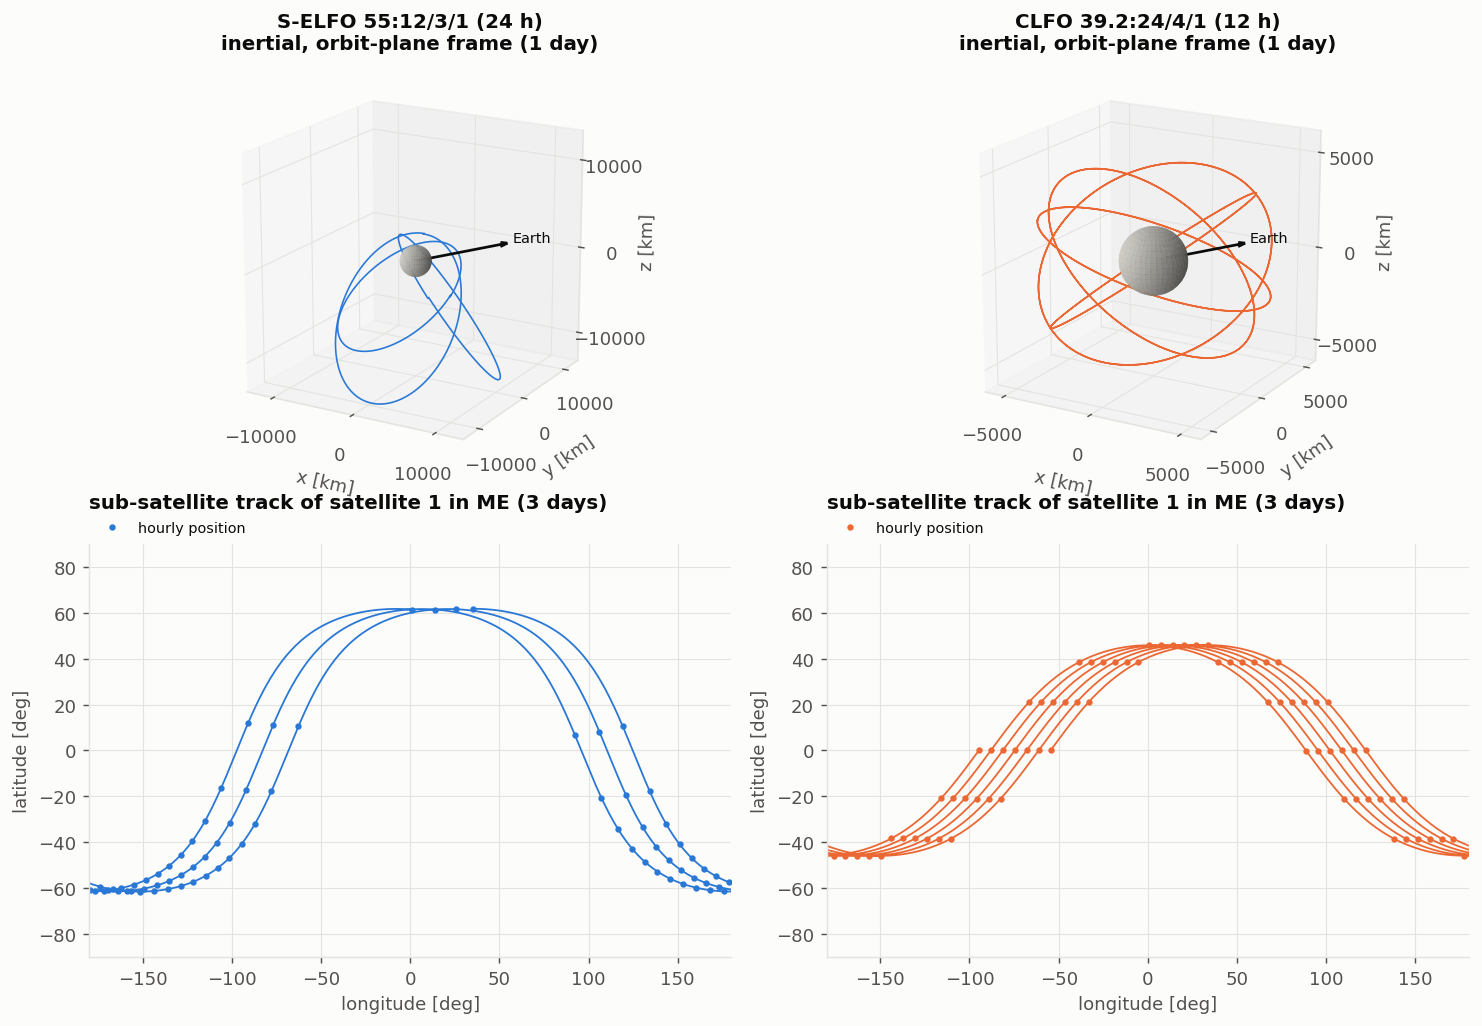 S-ELFO 55:12/3/1 (24 h)
inertial, orbit-plane frame (1 day)
10000
0
−10000
z [km]
Earth
−10000
0
10000
x [km]
−10000
0
10000
y [km]
CLFO 39.2:24/4/1 (12 h)
inertial, orbit-plane frame (1 day)
5000
0
−5000
z [km]
Earth
−5000
0
5000
x [km]
−5000
0
5000
y [km]
sub-satellite track of satellite 1 in ME (3 days)
hourly position
80
60
40
20
0
−20
−40
−60
−80
latitude [deg]
−150
−100
−50
0
50
100
150
longitude [deg]
sub-satellite track of satellite 1 in ME (3 days)
hourly position
80
60
40
20
0
−20
−40
−60
−80
latitude [deg]
−150
−100
−50
0
50
100
150
longitude [deg]